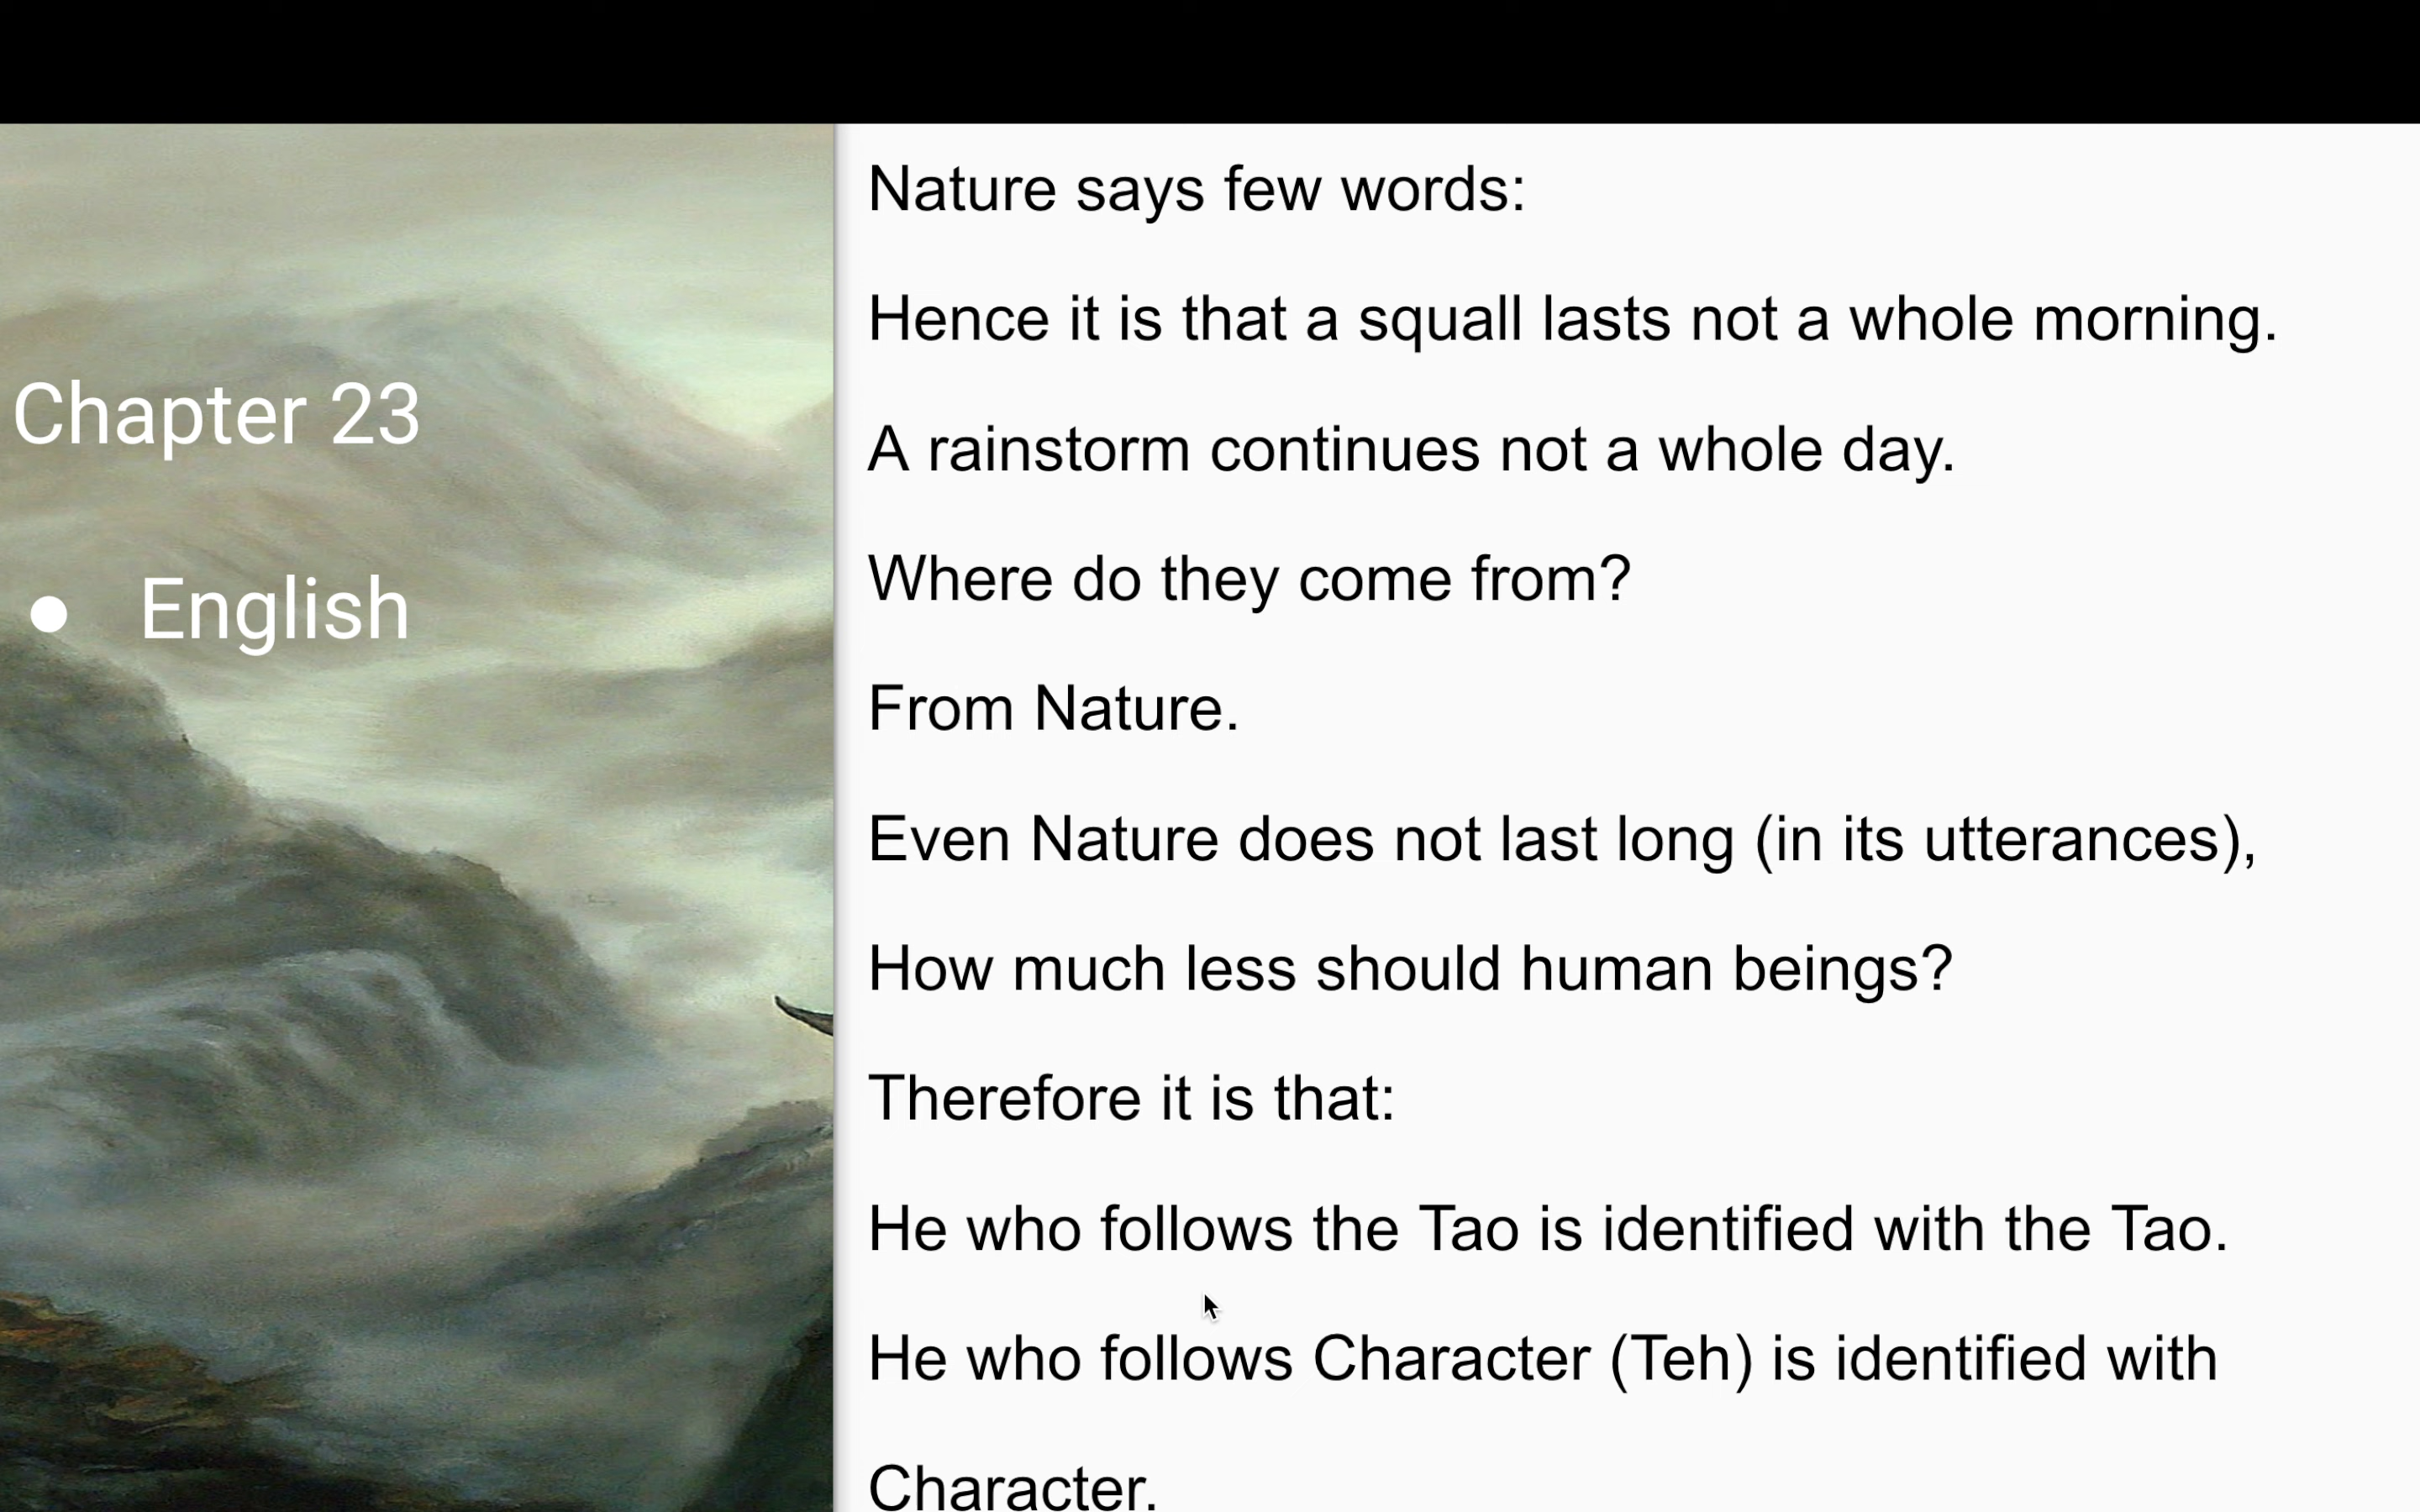 Chapter 23
● English
Nature says few words:
Hence it is that a squall lasts not a whole morning.
A rainstorm continues not a whole day.
Where do they come from?
From Nature.
Even Nature does not last long (in its utterances),
How much less should human beings?
Therefore it is that:
He who follows the Tao is identified with the Tao.
He who follows Character (Teh) is identified with
Character.